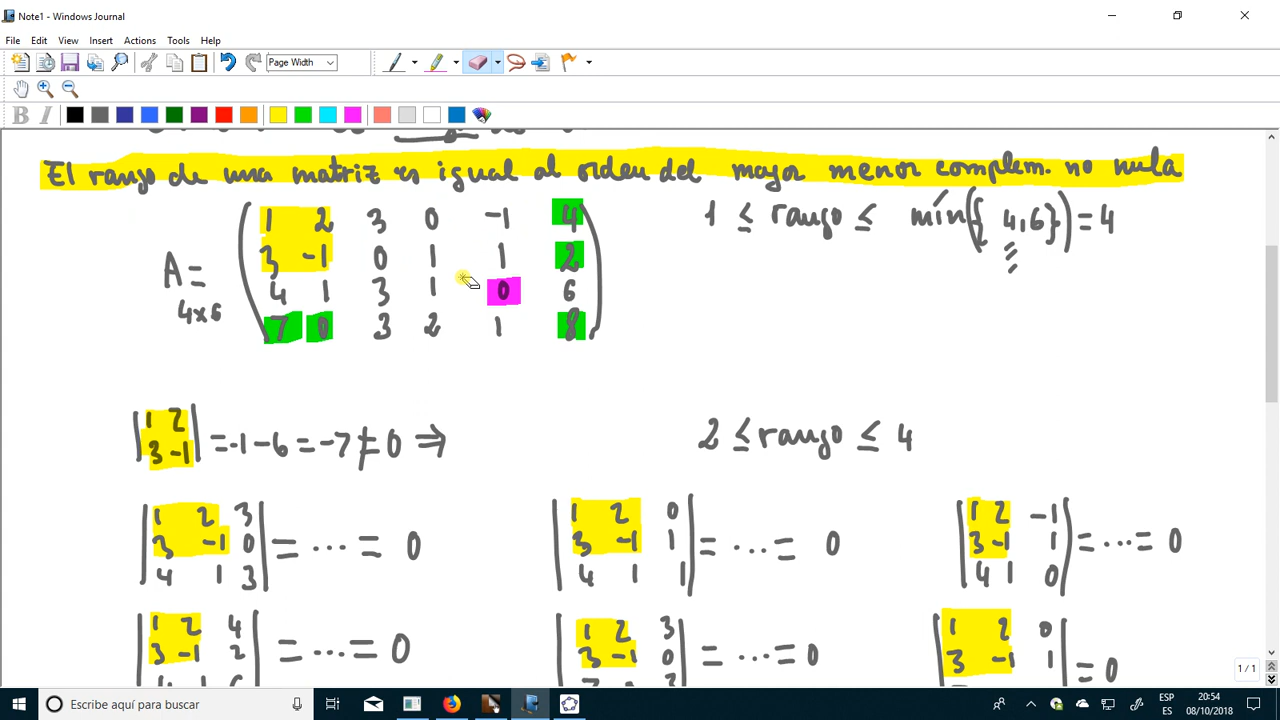 Note1 - Windows Journal
File Edit View Insert Actions Tools Help
Page Width
B I
El rango de una matriz es igual al orden del mayor menor complem. no nula
A= 4x6
1 2 3 0 -1 4
3 -1 0 1 1 2
4 1 3 1 0 6
7 0 3 2 1 8
1 ≤ rango ≤ mín({4,6})=4
|1 2
3 -1| = -1-6 = -7 ≠ 0 ⇒
2 ≤ rango ≤ 4
|1 2 3
3 -1 0
4 1 3| = ... = 0
|1 2 0
3 -1 1
4 1 1| = ... = 0
|1 2 -1
3 -1 1
4 1 0| = ... = 0
|1 2 4
3 -1 2
= ... = 0
|1 2 3
3 -1 0
= ... = 0
|1 2 0
3 -1 1
= 0
1 / 1
Escribe aquí para buscar
ESP
ES
20:54
08/10/2018